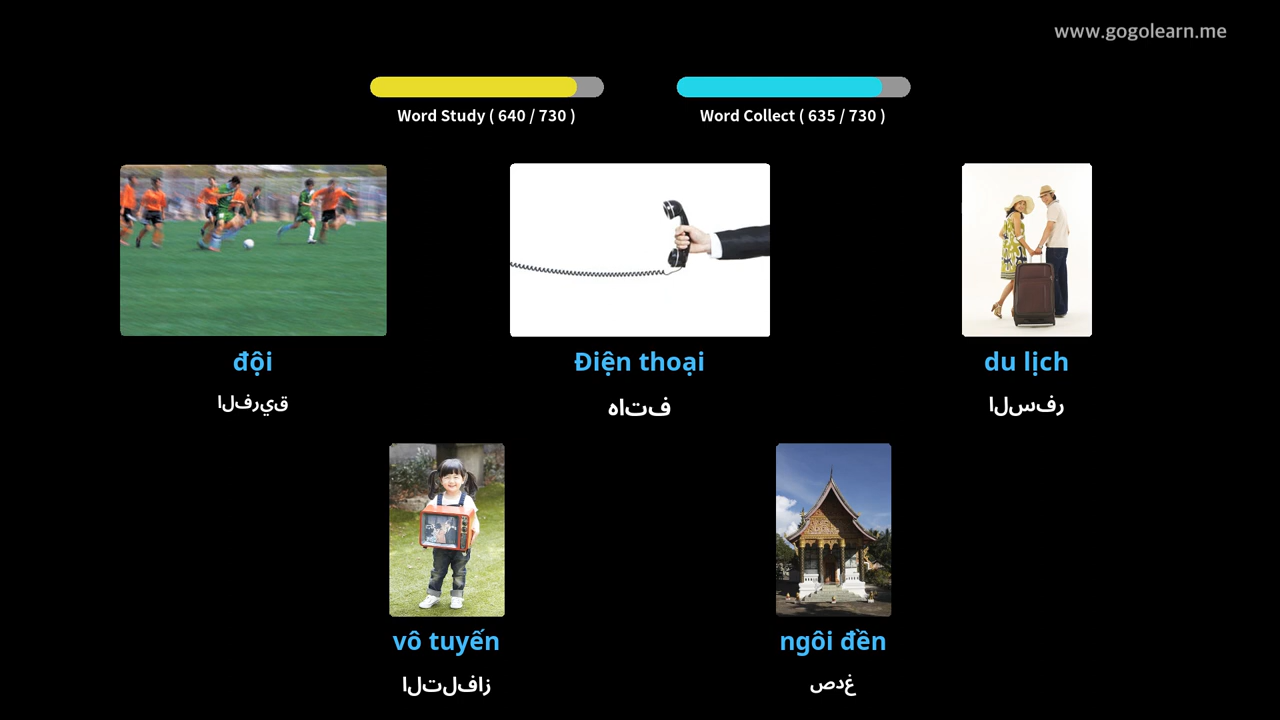 www.gogolearn.me
Word Study ( 640 / 730 )
Word Collect ( 635 / 730 )
đội
Điện thoại
du lịch
الفريق
هاتف
السفر
vô tuyến
ngôi đền
التلفاز
صدغ